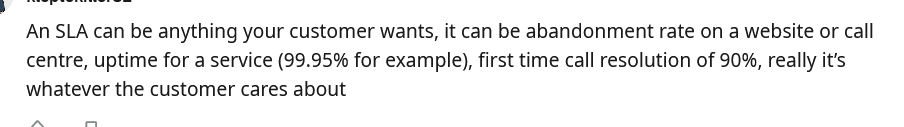 An SLA can be anything your customer wants, it can be abandonment rate on a website or call
centre, uptime for a service (99.95% for example), first time call resolution of 90%, really it's
whatever the customer cares about